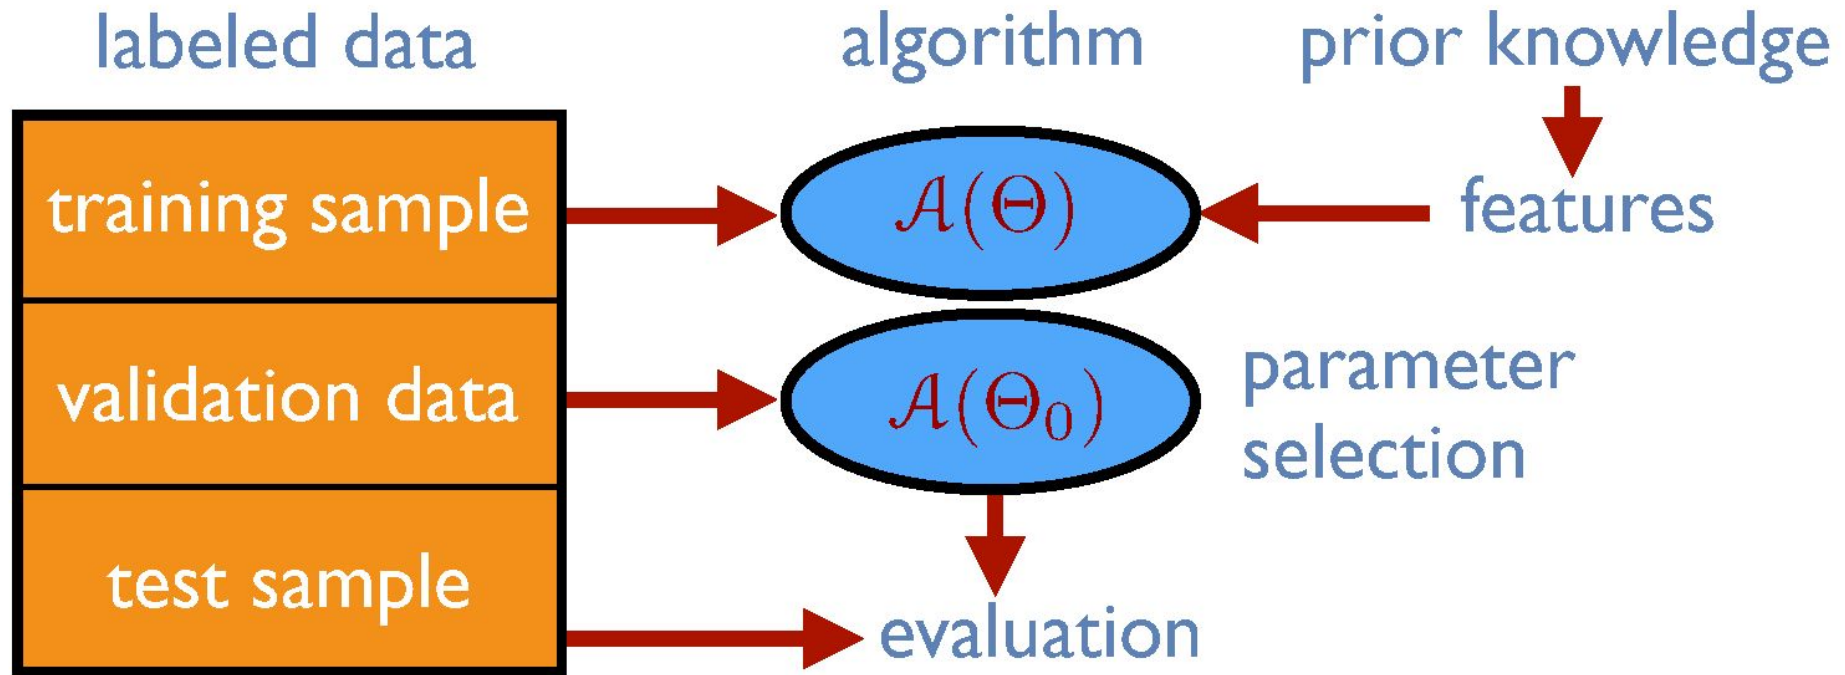 labeled data
algorithm
prior knowledge
training sample
𝒜(Θ)
features
validation data
𝒜(Θ₀)
parameter
selection
test sample
evaluation